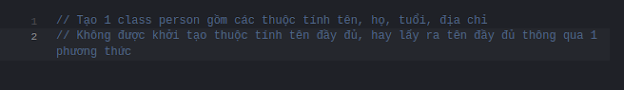 1 // Tạo 1 class person gồm các thuộc tính tên, họ, tuổi, địa chỉ
2 // Không được khởi tạo thuộc tính tên đầy đủ, hay lấy ra tên đầy đủ thông qua 1
phương thức